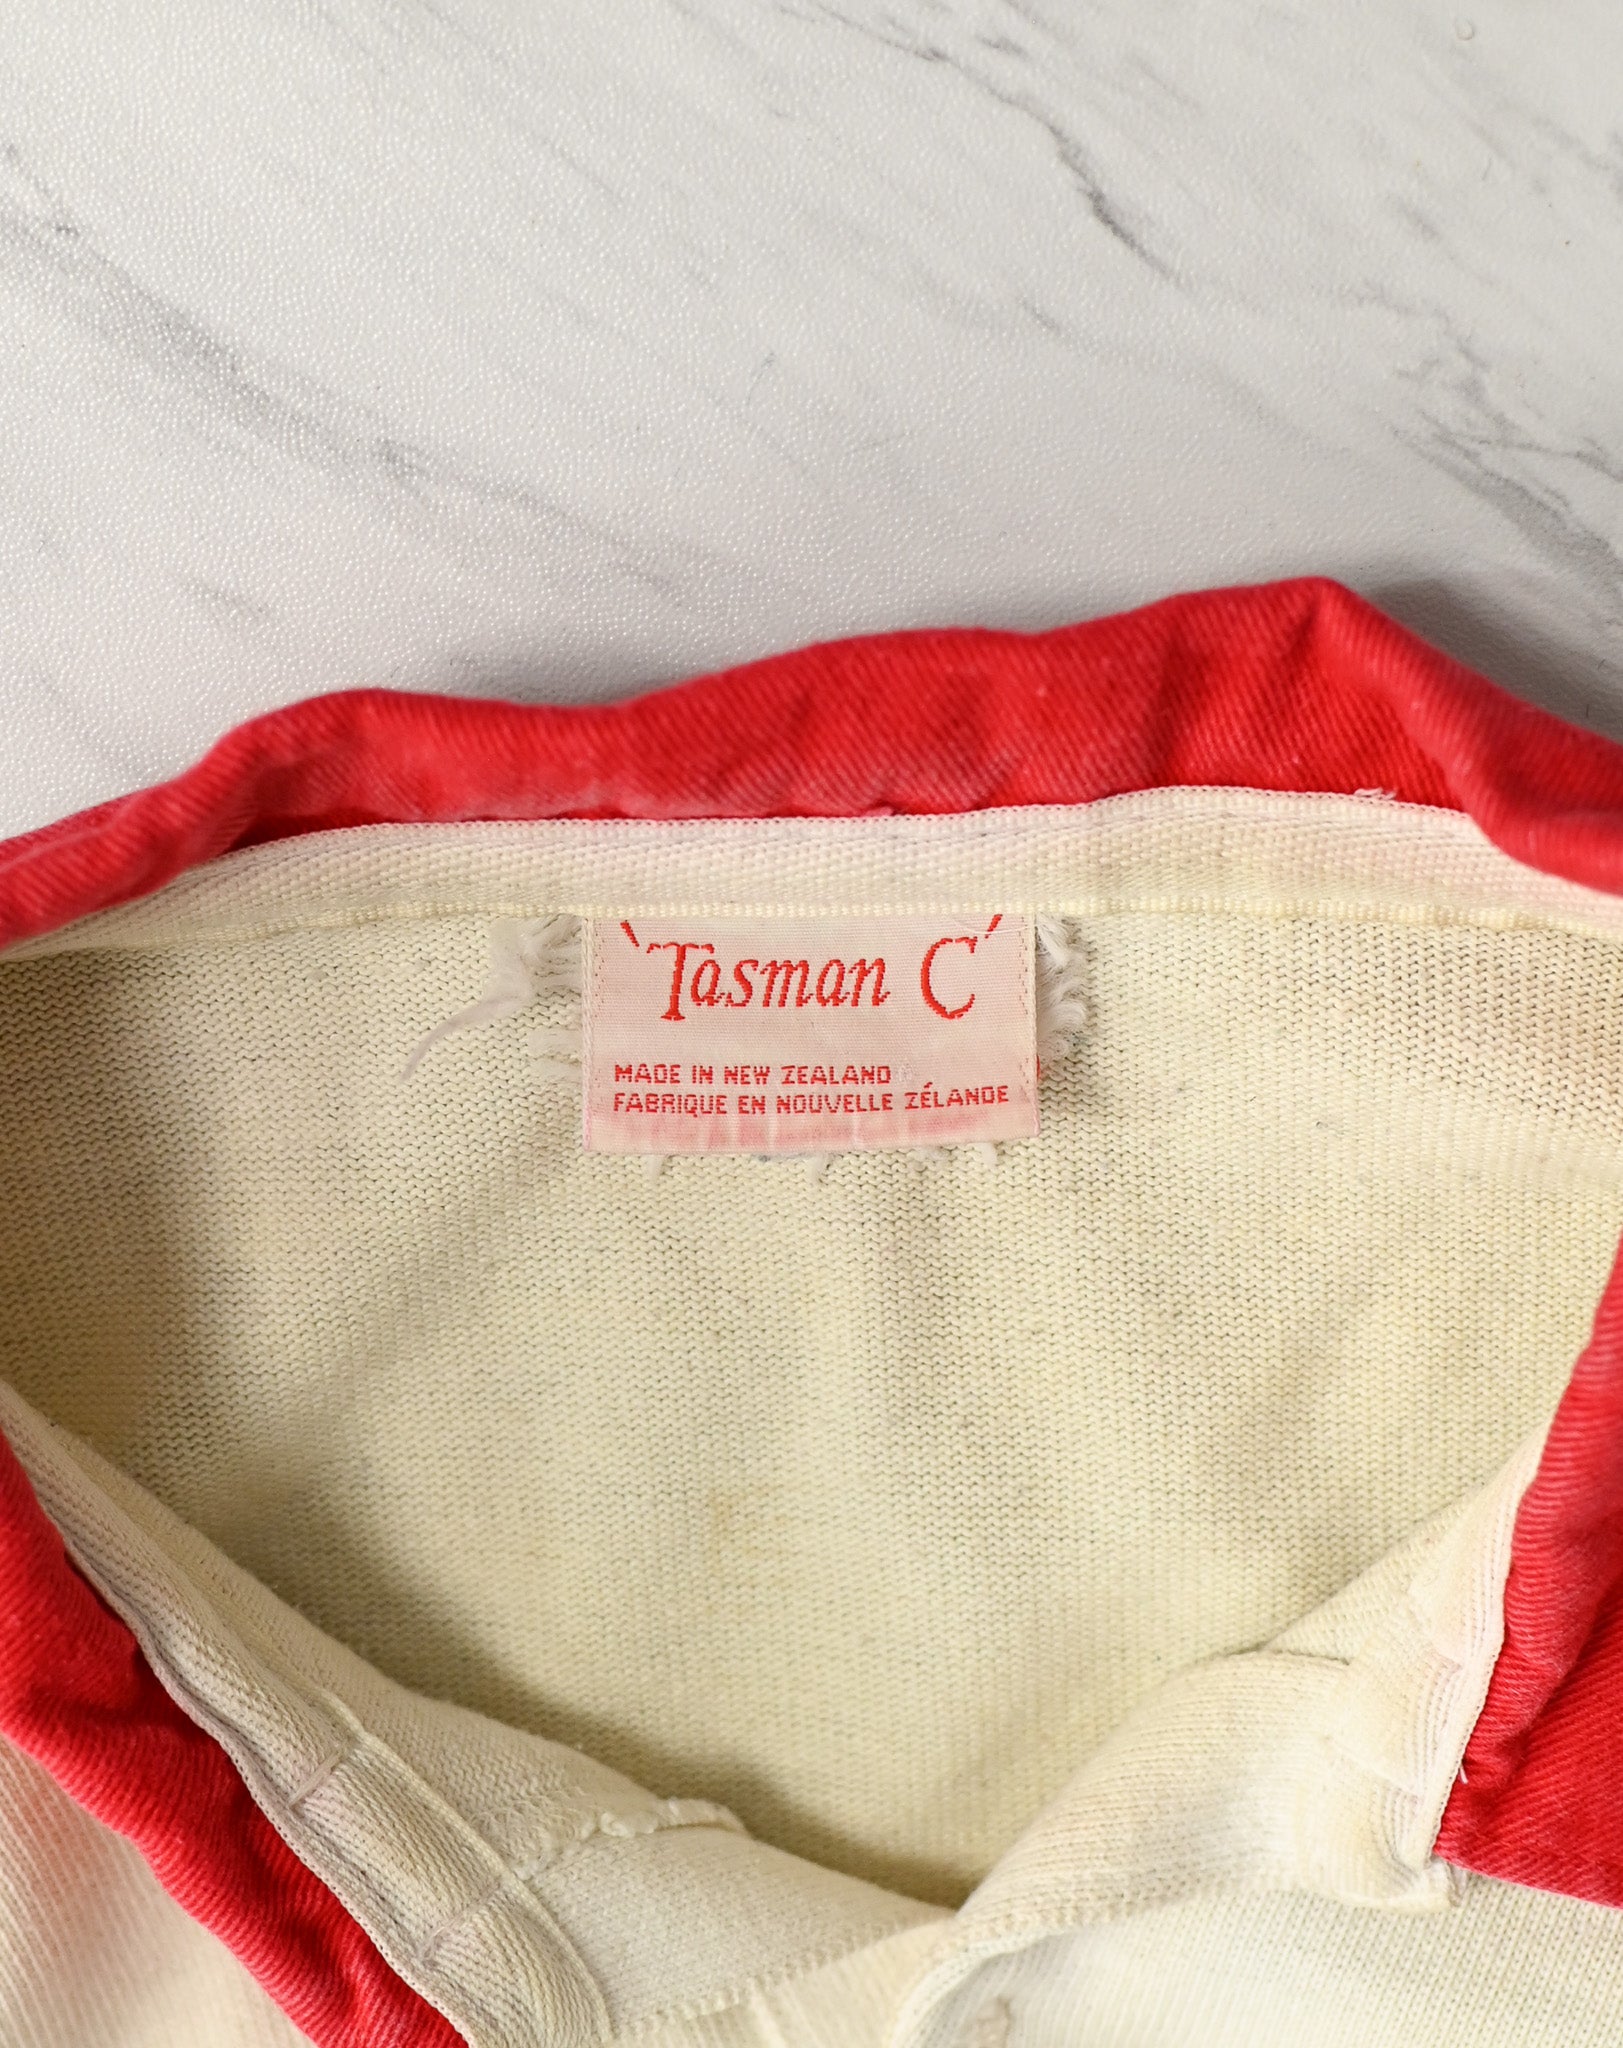 'Tasman C'
MADE IN NEW ZEALAND
FABRIQUE EN NOUVELLE ZÉLANDE